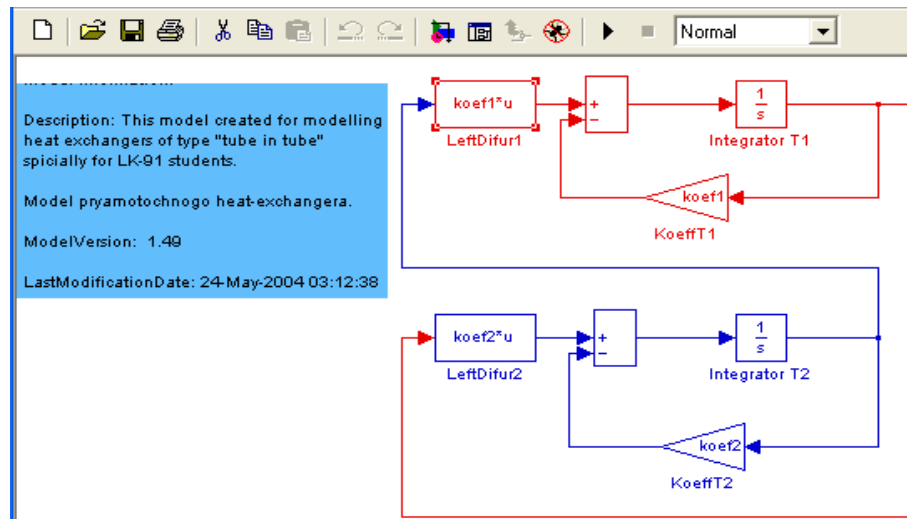 Normal
Model Information:
Description: This model created for modelling
heat exchangers of type "tube in tube"
spicially for LK-91 students.
Model pryamotochnogo heat-exchangera.
ModelVersion: 1.49
LastModificationDate: 24-May-2004 03:12:38
koef1*u
LeftDifur1
+
−
1
s
Integrator T1
koef1
KoeffT1
koef2*u
LeftDifur2
+
−
1
s
Integrator T2
koef2
KoeffT2